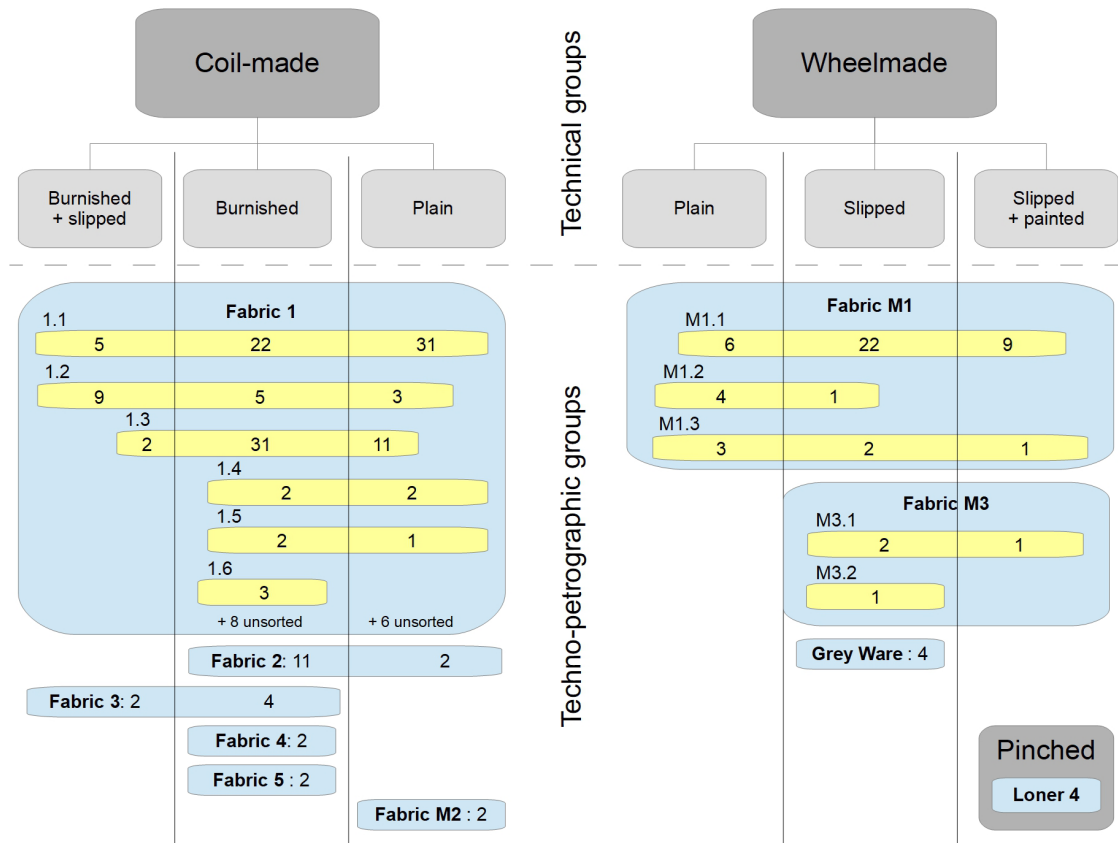 Coil-made
Technical groups
Wheelmade
Burnished
+ slipped
Burnished
Plain
Plain
Slipped
Slipped
+ painted
Techno-petrographic groups
Fabric 1
1.1
5 22 31
1.2
9 5 3
1.3
2 31 11
1.4
2 2
1.5
2 1
1.6
3
+ 8 unsorted + 6 unsorted
Fabric 2: 11 2
Fabric 3: 2 4
Fabric 4: 2
Fabric 5 : 2
Fabric M2 : 2
Fabric M1
M1.1
6 22 9
M1.2
4 1
M1.3
3 2 1
Fabric M3
M3.1
2 1
M3.2
1
Grey Ware : 4
Pinched
Loner 4